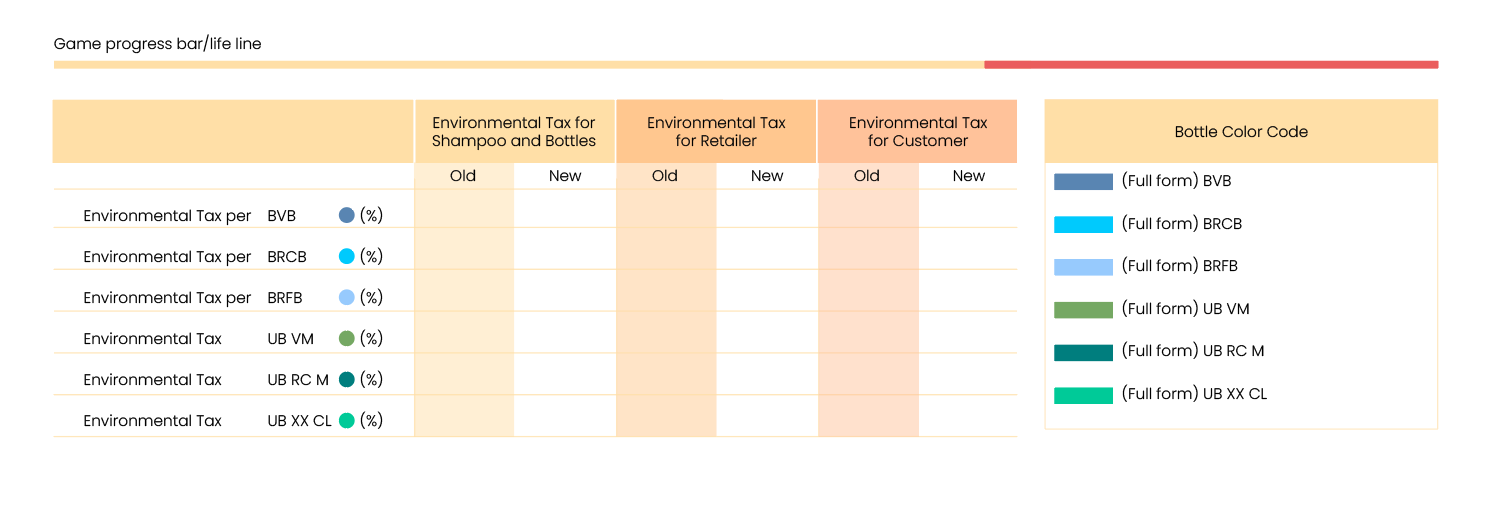 Game progress bar/life line
Environmental Tax for
Shampoo and Bottles
Environmental Tax
for Retailer
Environmental Tax
for Customer
Bottle Color Code
Old New Old New Old New
Environmental Tax per BVB (%)
Environmental Tax per BRCB (%)
Environmental Tax per BRFB (%)
Environmental Tax UB VM (%)
Environmental Tax UB RC M (%)
Environmental Tax UB XX CL (%)
(Full form) BVB
(Full form) BRCB
(Full form) BRFB
(Full form) UB VM
(Full form) UB RC M
(Full form) UB XX CL